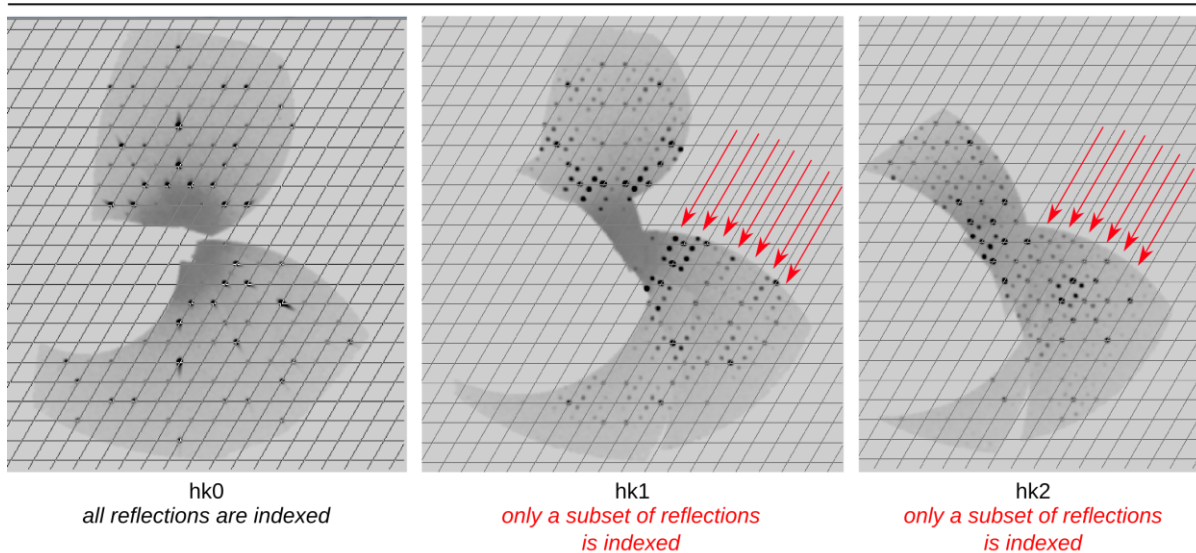 hk0
all reflections are indexed
hk1
only a subset of reflections
is indexed
hk2
only a subset of reflections
is indexed